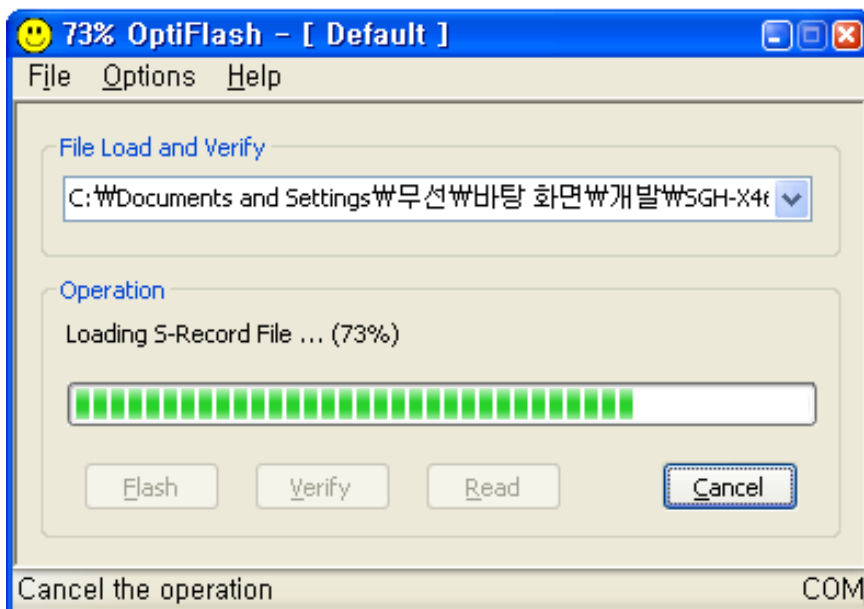 73% OptiFlash - [ Default ]
File Options Help
File Load and Verify
C:₩Documents and Settings₩무선₩바탕 화면₩개발₩SGH-X46
Operation
Loading S-Record File ... (73%)
Flash Verify Read Cancel
Cancel the operation COM